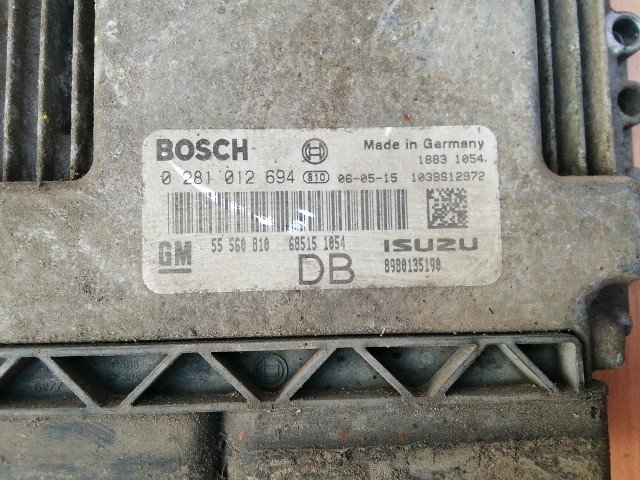 BOSCH Made in Germany
1883 1054.
0 281 012 694 810 06-05-15 1039S12972
GM 55 560 810 68515 1054 ISUZU
DB 8980135190